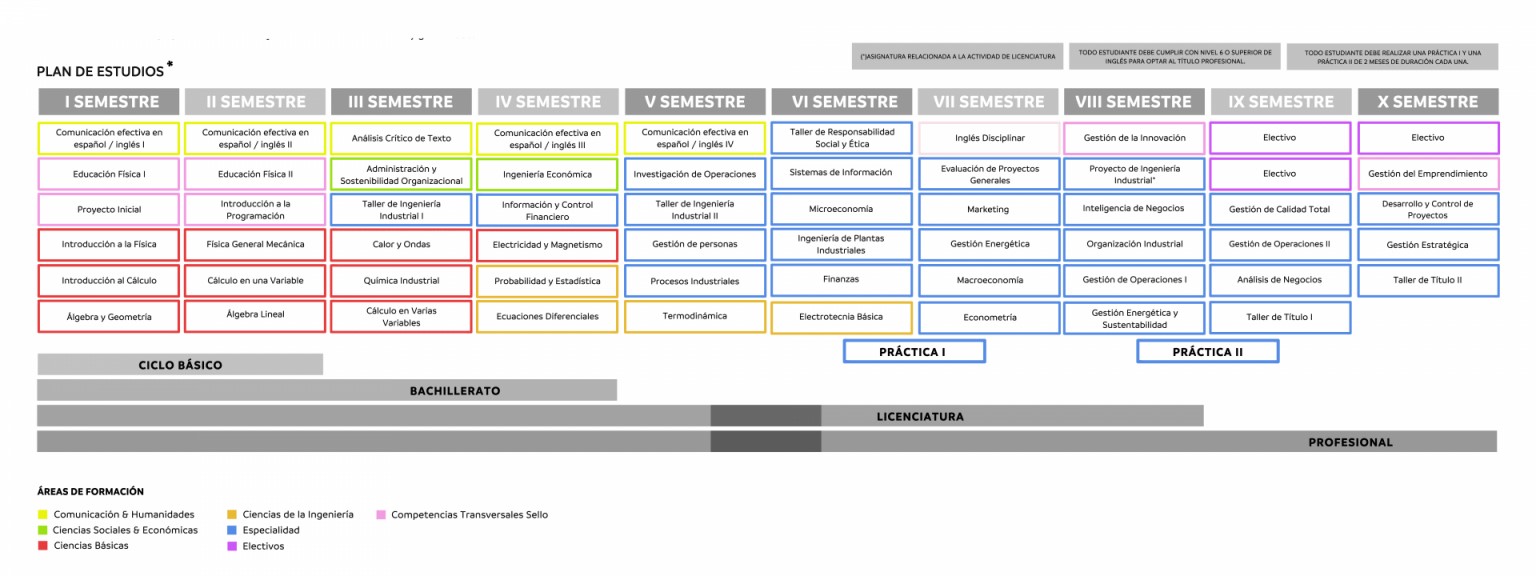 PLAN DE ESTUDIOS*
(*)ASIGNATURA RELACIONADA A LA ACTIVIDAD DE LICENCIATURA
TODO ESTUDIANTE DEBE CUMPLIR CON NIVEL 6 O SUPERIOR DE
INGLÉS PARA OPTAR AL TÍTULO PROFESIONAL.
TODO ESTUDIANTE DEBE REALIZAR UNA PRÁCTICA I Y UNA
PRÁCTICA II DE 2 MESES DE DURACIÓN CADA UNA.
I SEMESTRE
Comunicación efectiva en
español / inglés I
Educación Física I
Proyecto Inicial
Introducción a la Física
Introducción al Cálculo
Álgebra y Geometría
II SEMESTRE
Comunicación efectiva en
español / inglés II
Educación Física II
Introducción a la
Programación
Física General Mecánica
Cálculo en una Variable
Álgebra Lineal
III SEMESTRE
Análisis Crítico de Texto
Administración y
Sostenibilidad Organizacional
Taller de Ingeniería
Industrial I
Calor y Ondas
Química Industrial
Cálculo en Varias
Variables
IV SEMESTRE
Comunicación efectiva en
español / inglés III
Ingeniería Económica
Información y Control
Financiero
Electricidad y Magnetismo
Probabilidad y Estadística
Ecuaciones Diferenciales
V SEMESTRE
Comunicación efectiva en
español / inglés IV
Investigación de Operaciones
Taller de Ingeniería
Industrial II
Gestión de personas
Procesos Industriales
Termodinámica
VI SEMESTRE
Taller de Responsabilidad
Social y Ética
Sistemas de Información
Microeconomía
Ingeniería de Plantas
Industriales
Finanzas
Electrotecnia Básica
VII SEMESTRE
Inglés Disciplinar
Evaluación de Proyectos
Generales
Marketing
Gestión Energética
Macroeconomía
Econometría
VIII SEMESTRE
Gestión de la Innovación
Proyecto de Ingeniería
Industrial*
Inteligencia de Negocios
Organización Industrial
Gestión de Operaciones I
Gestión Energética y
Sustentabilidad
IX SEMESTRE
Electivo
Electivo
Gestión de Calidad Total
Gestión de Operaciones II
Análisis de Negocios
Taller de Título I
X SEMESTRE
Electivo
Gestión del Emprendimiento
Desarrollo y Control de
Proyectos
Gestión Estratégica
Taller de Título II
PRÁCTICA I
PRÁCTICA II
CICLO BÁSICO
BACHILLERATO
LICENCIATURA
PROFESIONAL
ÁREAS DE FORMACIÓN
Comunicación & Humanidades
Ciencias Sociales & Económicas
Ciencias Básicas
Ciencias de la Ingeniería
Especialidad
Electivos
Competencias Transversales Sello